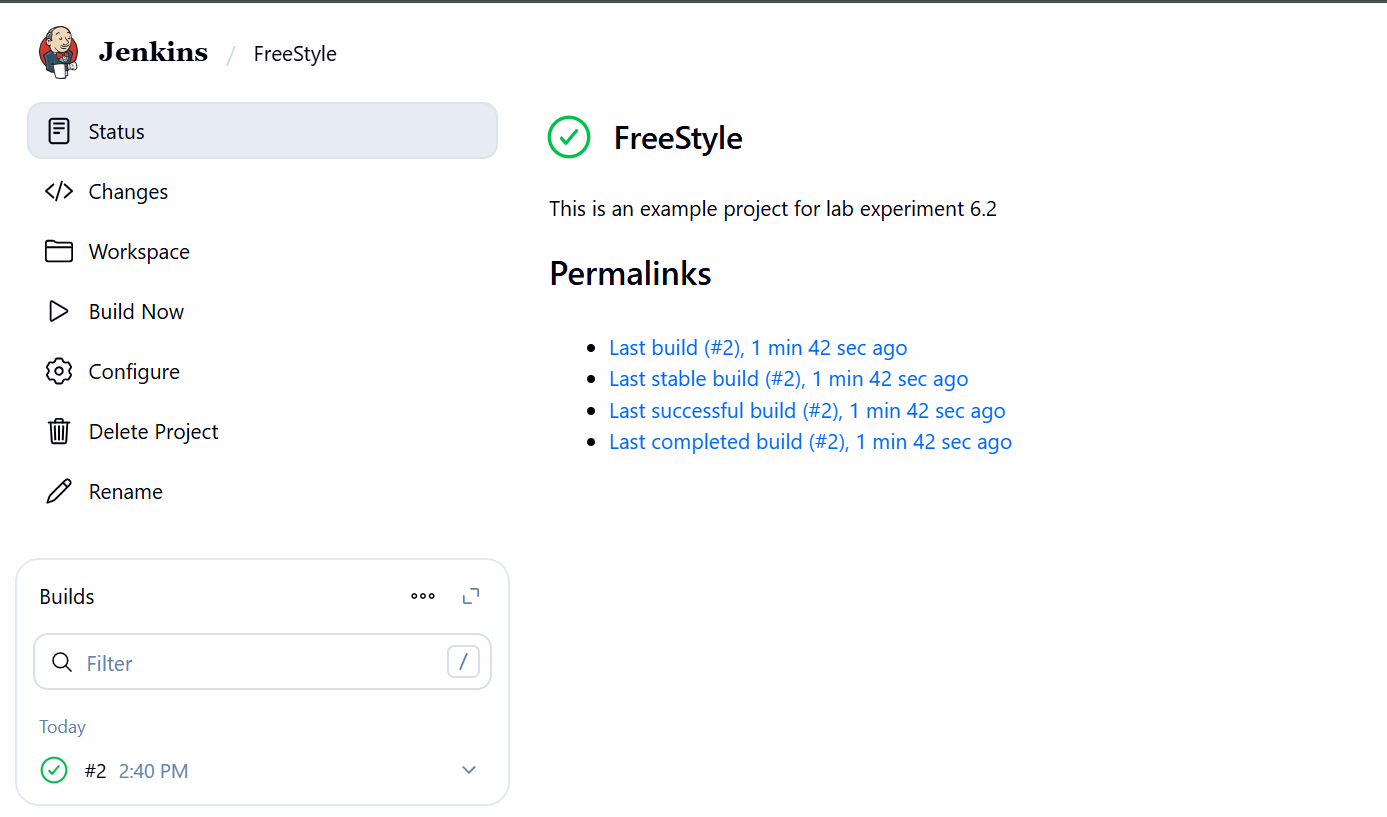 Jenkins / FreeStyle
Status
Changes
Workspace
Build Now
Configure
Delete Project
Rename
Builds
Filter /
Today
#2 2:40 PM
FreeStyle
This is an example project for lab experiment 6.2
Permalinks
Last build (#2), 1 min 42 sec ago
Last stable build (#2), 1 min 42 sec ago
Last successful build (#2), 1 min 42 sec ago
Last completed build (#2), 1 min 42 sec ago